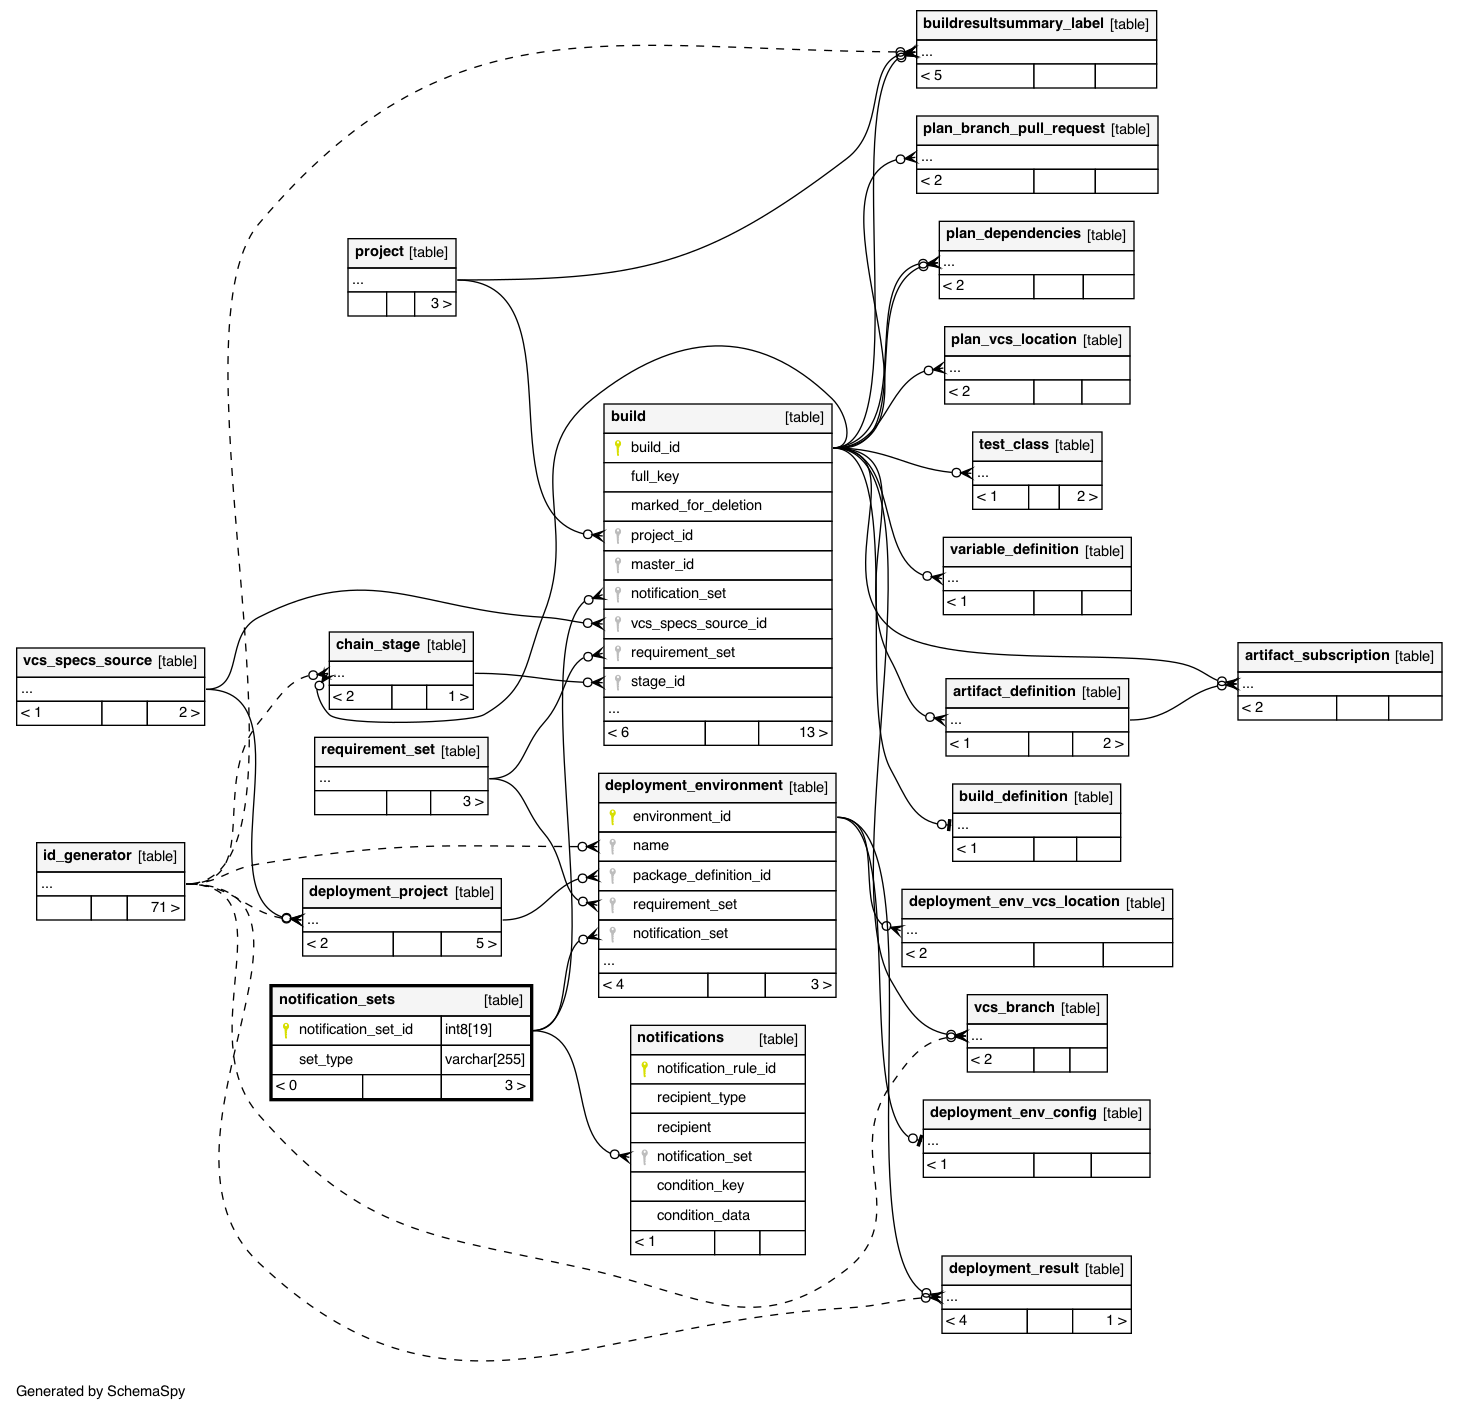 buildresultsummary_label [table]
...
< 5
plan_branch_pull_request [table]
...
< 2
plan_dependencies [table]
...
< 2
project [table]
...
3 >
plan_vcs_location [table]
...
< 2
build [table]
build_id
full_key
marked_for_deletion
project_id
master_id
notification_set
vcs_specs_source_id
requirement_set
stage_id
...
< 6 13 >
test_class [table]
...
< 1 2 >
variable_definition [table]
...
< 1
vcs_specs_source [table]
...
< 1 2 >
chain_stage [table]
...
< 2 1 >
artifact_subscription [table]
...
< 2
artifact_definition [table]
...
< 1 2 >
requirement_set [table]
...
3 >
deployment_environment [table]
environment_id
name
package_definition_id
requirement_set
notification_set
...
< 4 3 >
build_definition [table]
...
< 1
id_generator [table]
...
71 >
deployment_project [table]
...
< 2 5 >
deployment_env_vcs_location [table]
...
< 2
notification_sets [table]
notification_set_id int8[19]
set_type varchar[255]
< 0 3 >
vcs_branch [table]
...
< 2
notifications [table]
notification_rule_id
recipient_type
recipient
notification_set
condition_key
condition_data
< 1
deployment_env_config [table]
...
< 1
deployment_result [table]
...
< 4 1 >
Generated by SchemaSpy